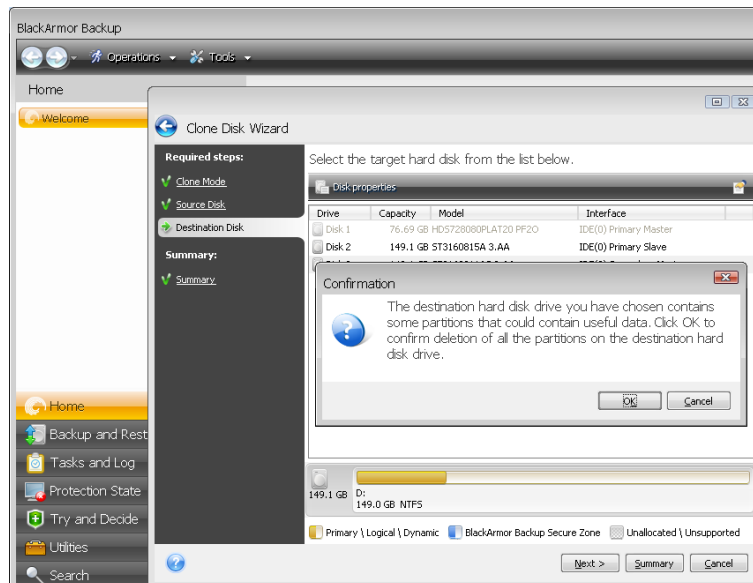 BlackArmor Backup
Operations Tools
Home
Welcome
Clone Disk Wizard
Required steps:
Clone Mode
Source Disk
Destination Disk
Summary:
Summary
Select the target hard disk from the list below.
Disk properties
Drive Capacity Model Interface
Disk 1 76.69 GB HDS728080PLAT20 PF2O IDE(0) Primary Master
Disk 2 149.1 GB ST3160815A 3.AA IDE(0) Primary Slave
Confirmation
The destination hard disk drive you have chosen contains
some partitions that could contain useful data. Click OK to
confirm deletion of all the partitions on the destination hard
disk drive.
OK Cancel
149.1 GB D:
149.0 GB NTFS
Primary \ Logical \ Dynamic BlackArmor Backup Secure Zone Unallocated \ Unsupported
Next > Summary Cancel
Home
Backup and Rest
Tasks and Log
Protection State
Try and Decide
Utilities
Search